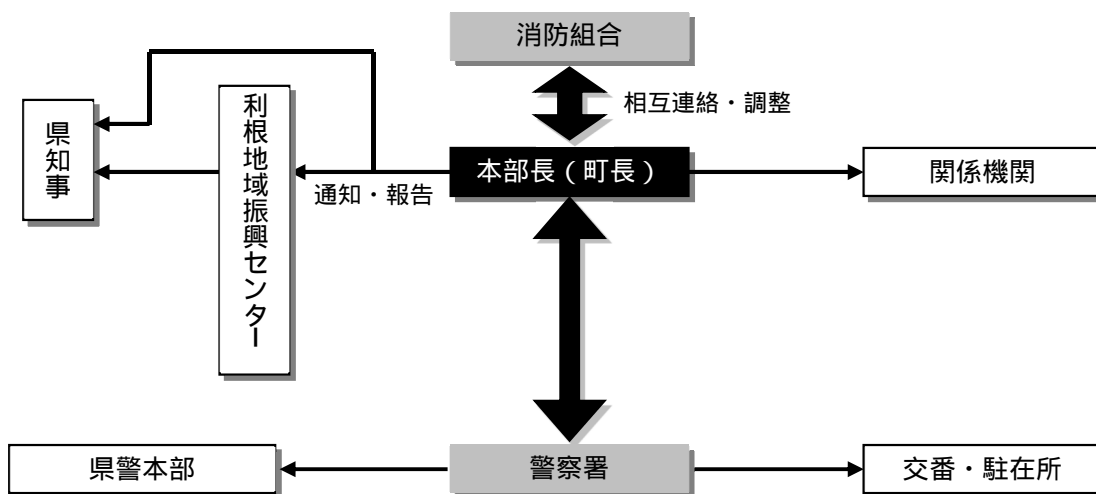 消防組合
相互連絡・調整
県知事
利根地域振興センター
通知・報告
本部長（町長）
関係機関
県警本部
警察署
交番・駐在所